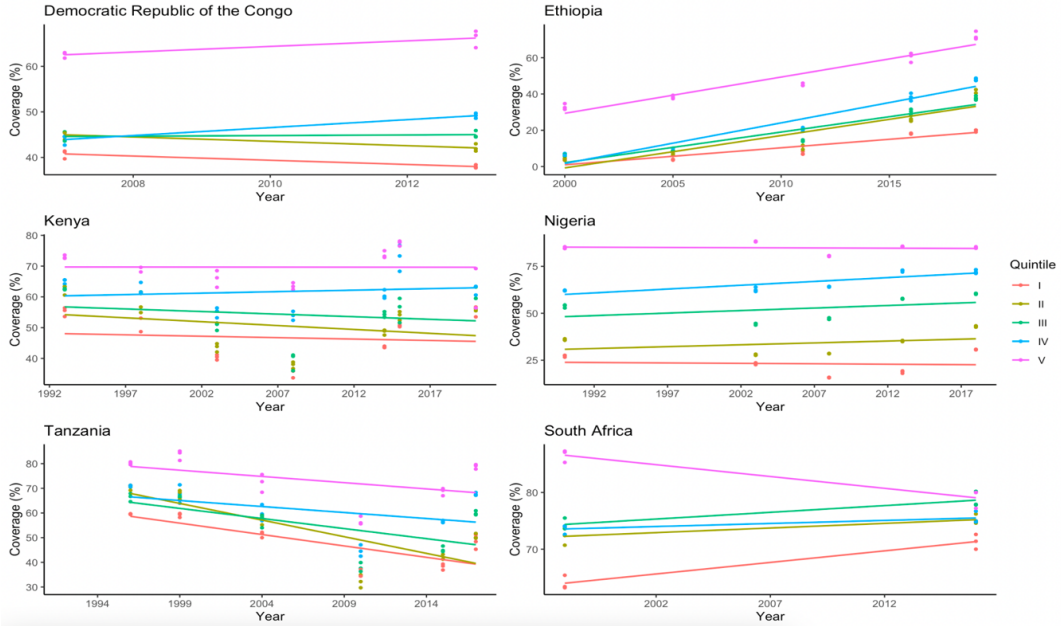 Democratic Republic of the Congo
Coverage (%)
60
50
40
2008
2010
2012
Year
Ethiopia
Coverage (%)
60
40
20
0
2000
2005
2010
2015
Year
Kenya
Coverage (%)
80
70
60
50
40
1992
1997
2002
2007
2012
2017
Year
Nigeria
Coverage (%)
75
50
25
1992
1997
2002
2007
2012
2017
Year
Quintile
I
II
III
IV
V
Tanzania
Coverage (%)
80
70
60
50
40
30
1994
1999
2004
2009
2014
Year
South Africa
Coverage (%)
80
70
2002
2007
2012
Year